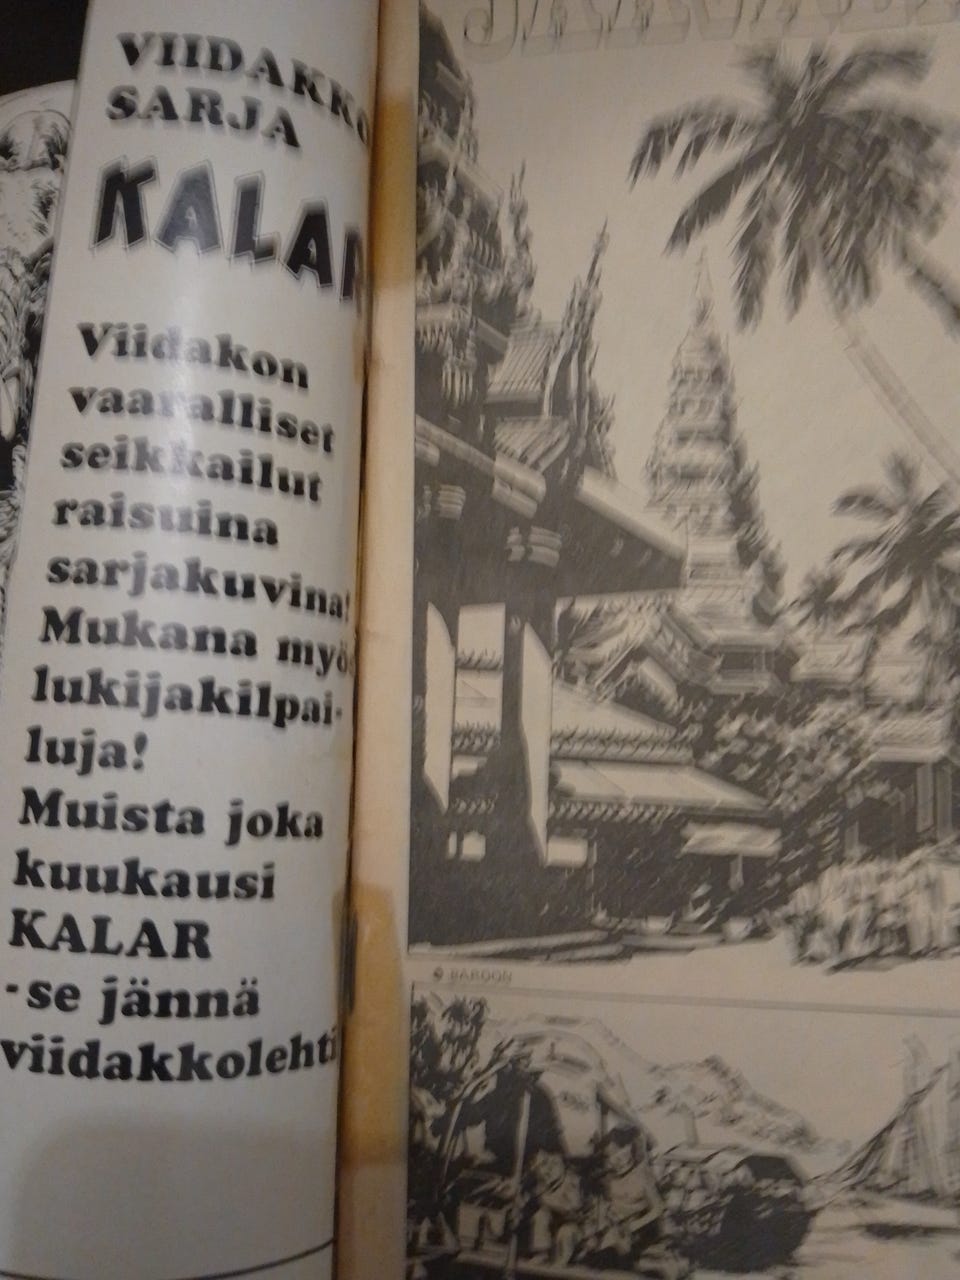 VIIDAKKO
SARJA
KALAR
Viidakon
vaaralliset
seikkailut
raisuina
sarjakuvina!
Mukana myös
lukijakilpai-
luja!
Muista joka
kuukausi
KALAR
-se jännä
viidakkolehti
© BAROON